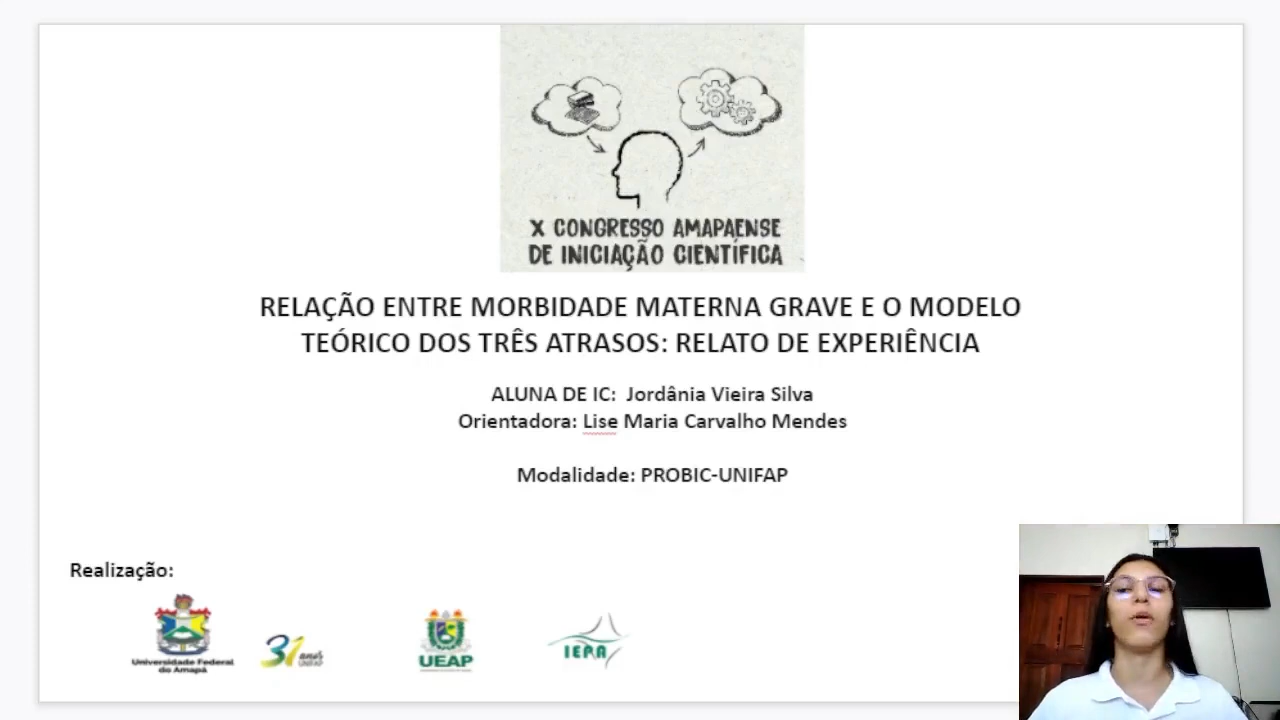 X CONGRESSO AMAPAENSE
DE INICIAÇÃO CIENTÍFICA
RELAÇÃO ENTRE MORBIDADE MATERNA GRAVE E O MODELO
TEÓRICO DOS TRÊS ATRASOS: RELATO DE EXPERIÊNCIA
ALUNA DE IC: Jordânia Vieira Silva
Orientadora: Lise Maria Carvalho Mendes
Modalidade: PROBIC-UNIFAP
Realização:
Universidade Federal
do Amapá
31 anos
UNIFAP
UEAP
IEPA